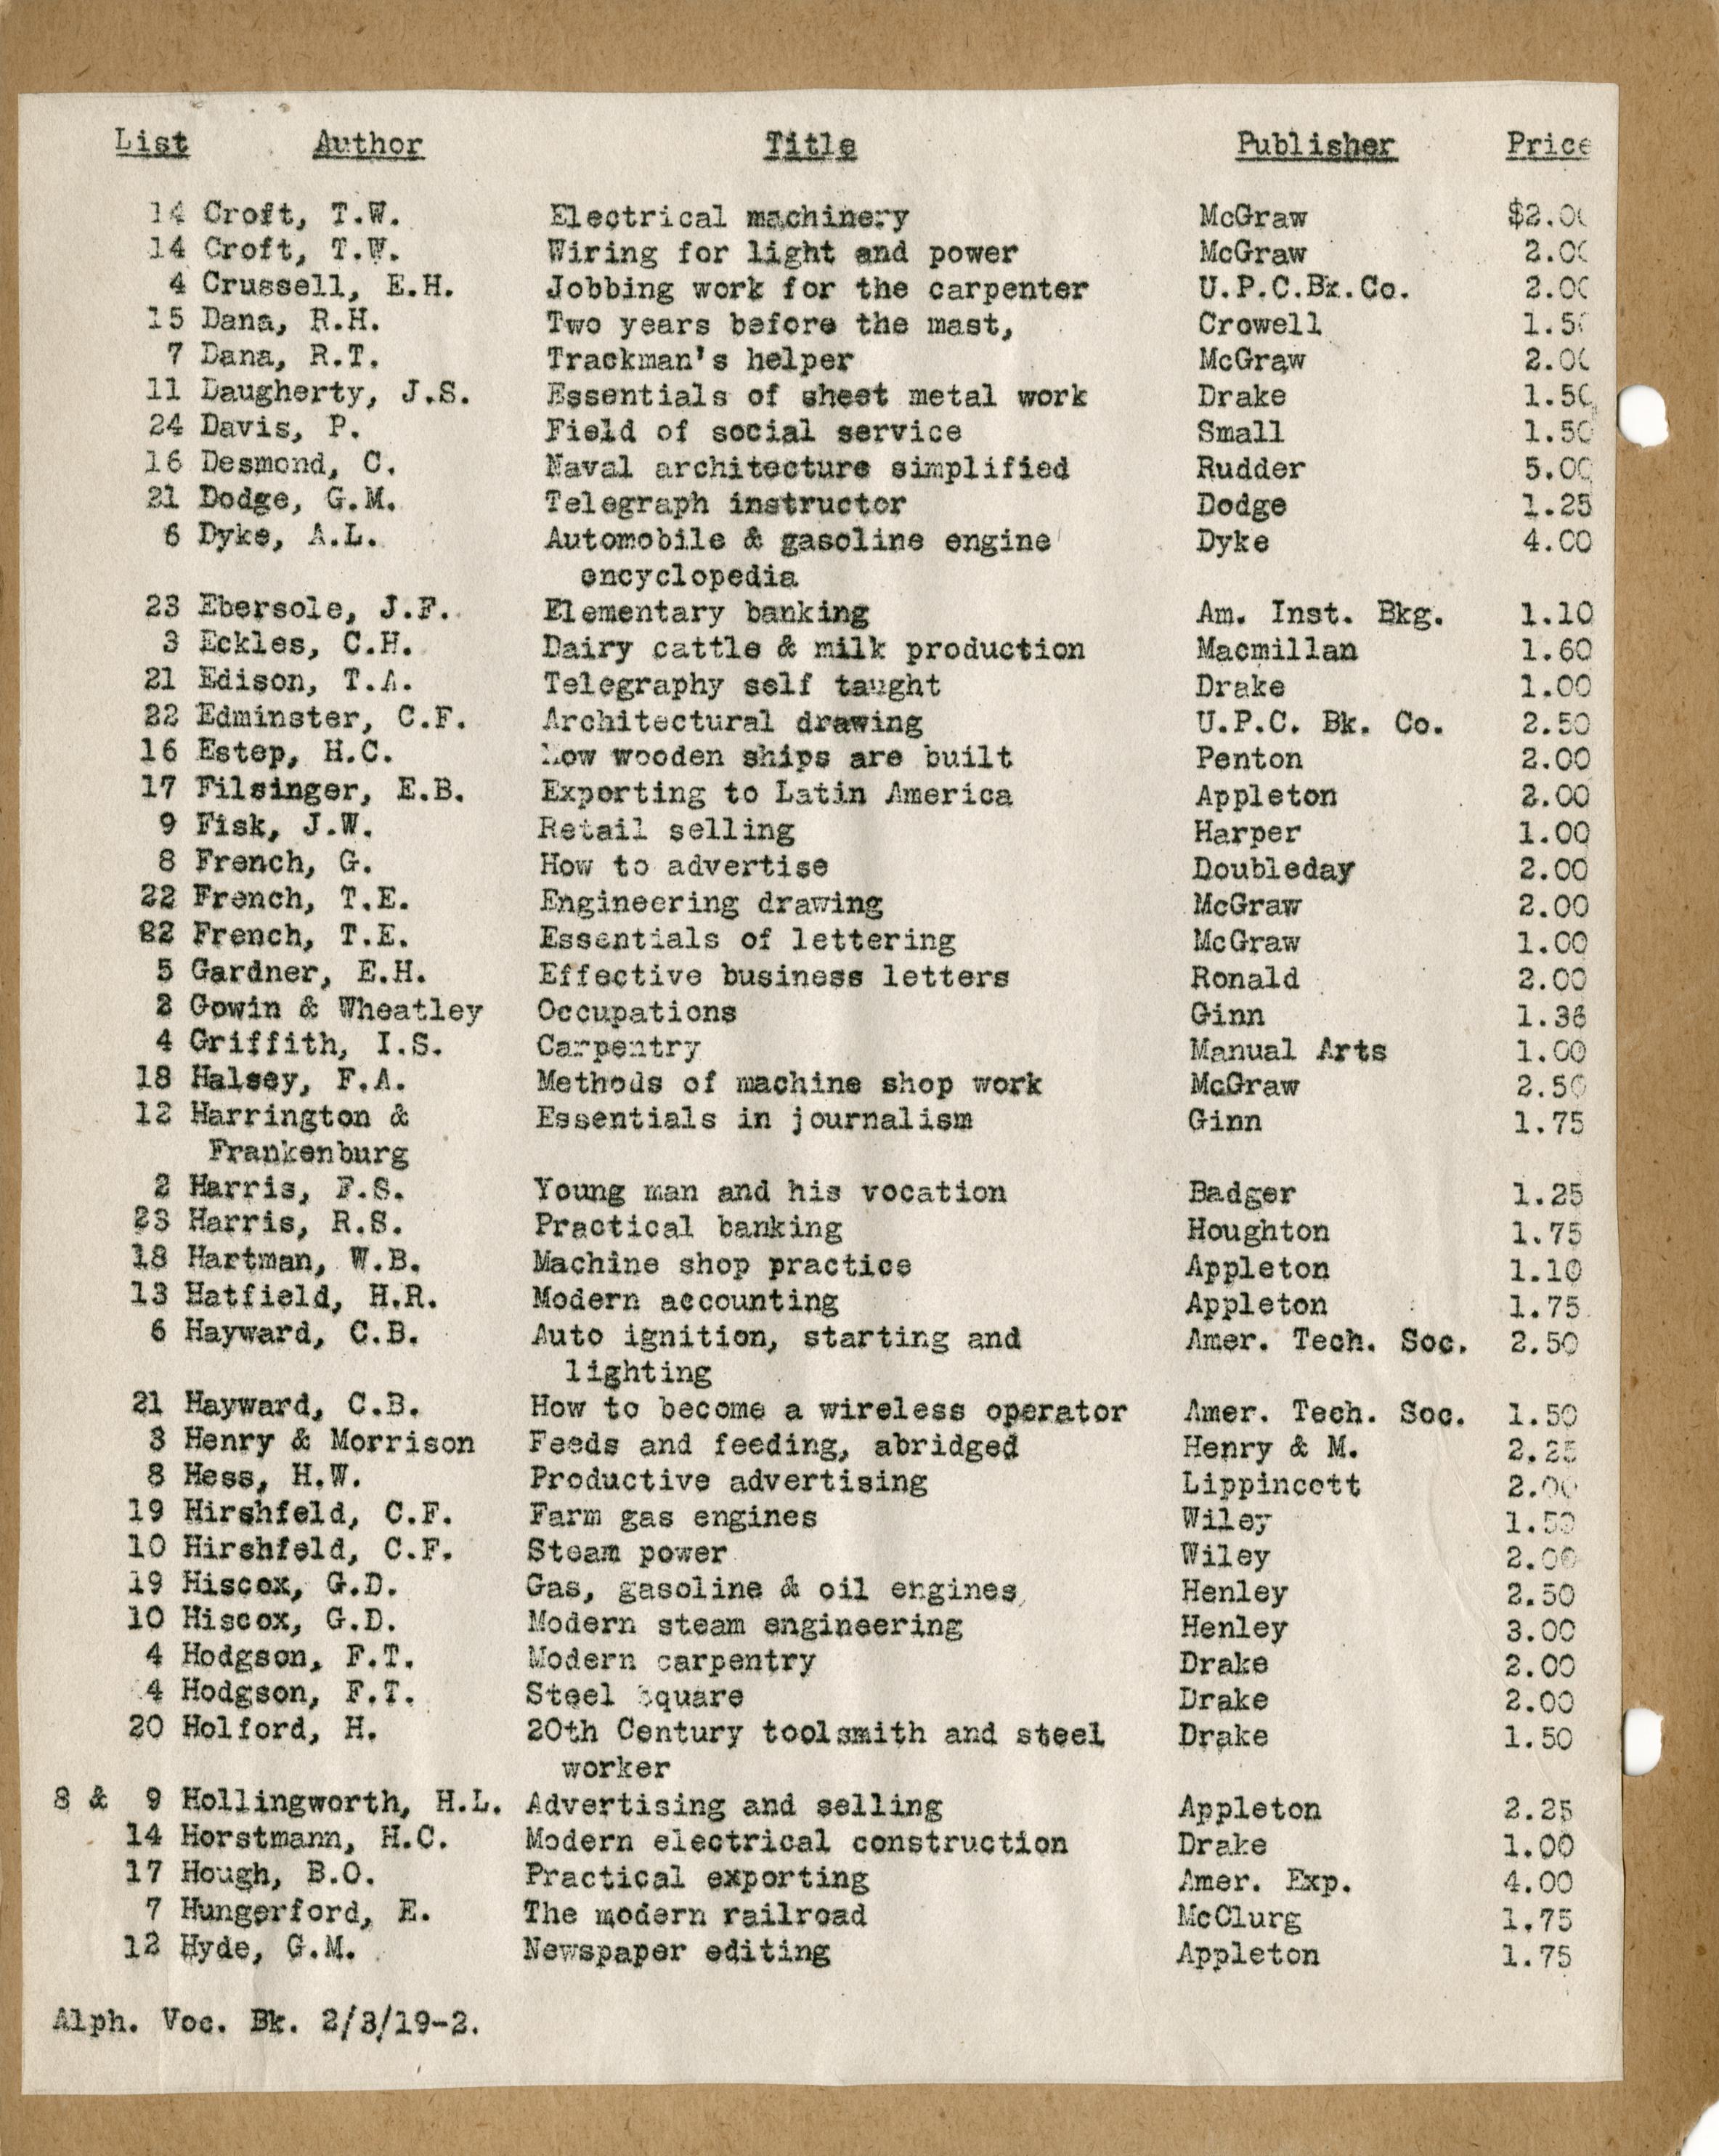 List Author Title Publisher Price
14 Croft, T.W. Electrical machinery McGraw $2.00
14 Croft, T.W. Wiring for light and power McGraw 2.00
4 Crussell, E.H. Jobbing work for the carpenter U.P.C.Bk.Co. 2.00
15 Dana, R.H. Two years before the mast, Crowell 1.50
7 Dana, R.T. Trackman's helper McGraw 2.00
11 Daugherty, J.S. Essentials of sheet metal work Drake 1.50
24 Davis, P. Field of social service Small 1.50
16 Desmond, C. Naval architecture simplified Rudder 5.00
21 Dodge, G.M. Telegraph instructor Dodge 1.25
6 Dyke, A.L. Automobile & gasoline engine Dyke 4.00
encyclopedia
23 Ebersole, J.F. Elementary banking Am. Inst. Bkg. 1.10
3 Eckles, C.H. Dairy cattle & milk production Macmillan 1.60
21 Edison, T.A. Telegraphy self taught Drake 1.00
22 Edminster, C.F. Architectural drawing U.P.C. Bk. Co. 2.50
16 Estep, H.C. How wooden ships are built Penton 2.00
17 Filsinger, E.B. Exporting to Latin America Appleton 2.00
9 Fisk, J.W. Retail selling Harper 1.00
8 French, G. How to advertise Doubleday 2.00
22 French, T.E. Engineering drawing McGraw 2.00
22 French, T.E. Essentials of lettering McGraw 1.00
5 Gardner, E.H. Effective business letters Ronald 2.00
2 Gowin & Wheatley Occupations Ginn 1.36
4 Griffith, I.S. Carpentry Manual Arts 1.00
18 Halsey, F.A. Methods of machine shop work McGraw 2.50
12 Harrington & Essentials in journalism Ginn 1.75
Frankenburg
2 Harris, F.S. Young man and his vocation Badger 1.25
23 Harris, R.S. Practical banking Houghton 1.75
18 Hartman, W.B. Machine shop practice Appleton 1.10
13 Hatfield, H.R. Modern accounting Appleton 1.75
6 Hayward, C.B. Auto ignition, starting and Amer. Tech. Soc. 2.50
lighting
21 Hayward, C.B. How to become a wireless operator Amer. Tech. Soc. 1.50
3 Henry & Morrison Feeds and feeding, abridged Henry & M. 2.25
8 Hess, H.W. Productive advertising Lippincott 2.00
19 Hirshfeld, C.F. Farm gas engines Wiley 1.50
10 Hirshfeld, C.F. Steam power Wiley 2.00
19 Hiscox, G.D. Gas, gasoline & oil engines Henley 2.50
10 Hiscox, G.D. Modern steam engineering Henley 3.00
4 Hodgson, F.T. Modern carpentry Drake 2.00
4 Hodgson, F.T. Steel square Drake 2.00
20 Holford, H. 20th Century toolsmith and steel Drake 1.50
worker
8 & 9 Hollingworth, H.L. Advertising and selling Appleton 2.25
14 Horstmann, H.C. Modern electrical construction Drake 1.00
17 Hough, B.O. Practical exporting Amer. Exp. 4.00
7 Hungerford, E. The modern railroad McClurg 1.75
12 Hyde, G.M. Newspaper editing Appleton 1.75
Alph. Voc. Bk. 2/3/19-2.